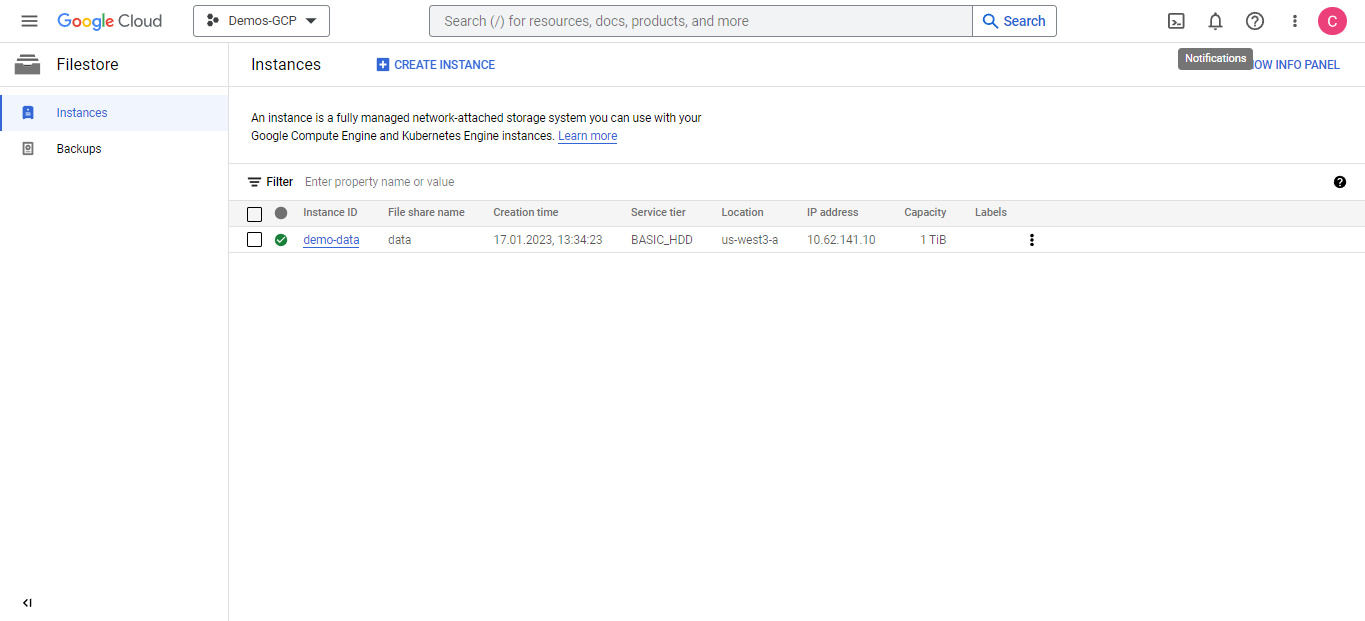 Google Cloud
Demos-GCP
Search (/) for resources, docs, products, and more
Search
C
Filestore
Instances
CREATE INSTANCE
Notifications
OW INFO PANEL
Instances
Backups
An instance is a fully managed network-attached storage system you can use with your
Google Compute Engine and Kubernetes Engine instances. Learn more
Filter Enter property name or value
Instance ID File share name Creation time Service tier Location IP address Capacity Labels
demo-data data 17.01.2023, 13:34:23 BASIC_HDD us-west3-a 10.62.141.10 1 TiB